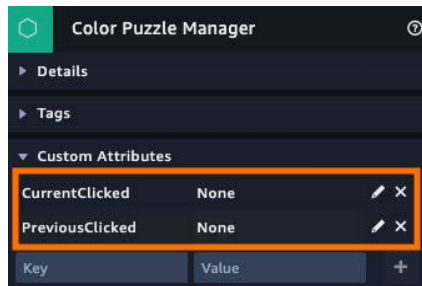 Color Puzzle Manager
Details
Tags
Custom Attributes
CurrentClicked None
PreviousClicked None
Key Value